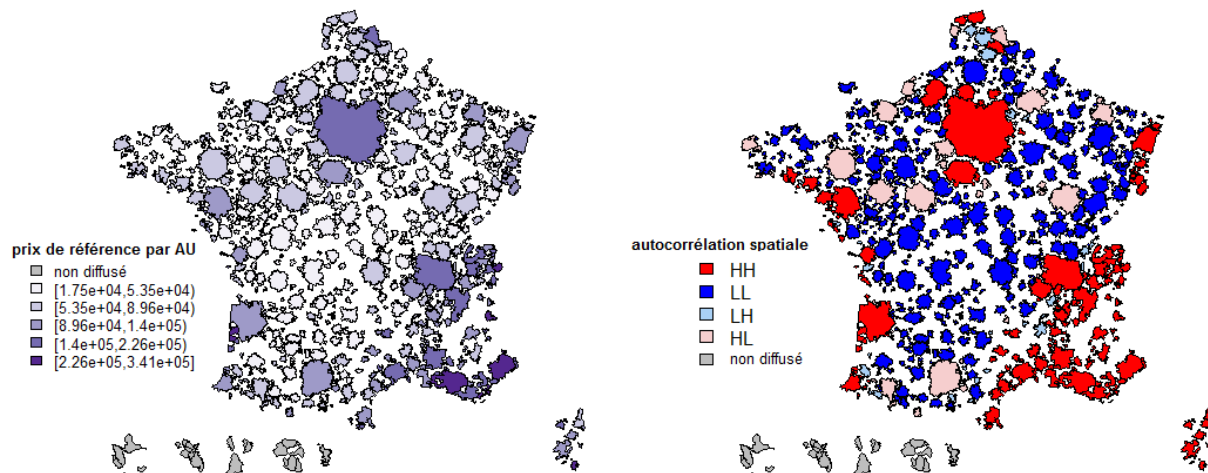 prix de référence par AU
non diffusé
[1.75e+04,5.35e+04)
[5.35e+04,8.96e+04)
[8.96e+04,1.4e+05)
[1.4e+05,2.26e+05)
[2.26e+05,3.41e+05]
autocorrélation spatiale
HH
LL
LH
HL
non diffusé